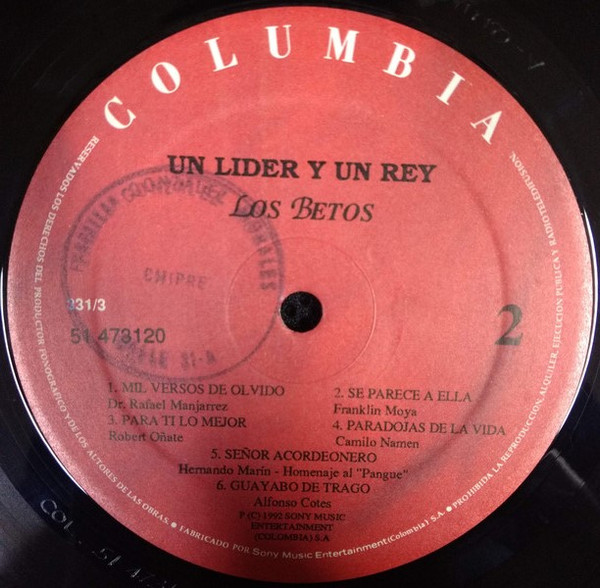 COLUMBIA
UN LIDER Y UN REY
LOS BETOS
CHIPRE
331/3
51 473120
2
1. MIL VERSOS DE OLVIDO
Dr. Rafael Manjarrez
2. SE PARECE A ELLA
Franklin Moya
3. PARA TI LO MEJOR
Robert Oñate
4. PARADOJAS DE LA VIDA
Camilo Namen
5. SEÑOR ACORDEONERO
Hernando Marín - Homenaje al "Pangue"
6. GUAYABO DE TRAGO
Alfonso Cotes
P (C) 1992 SONY MUSIC
ENTERTAINMENT
(COLOMBIA) S.A
RESERVADOS LOS DERECHOS DEL PRODUCTOR FONOGRAFICO Y DE LOS AUTORES DE LAS OBRAS. ● FABRICADO POR Sony Music Entertainment (Colombia) S.A. ● PROHIBIDA LA REPRODUCCION, ALQUILER, EJECUCION PUBLICA Y RADIOTELEDIFUSION.